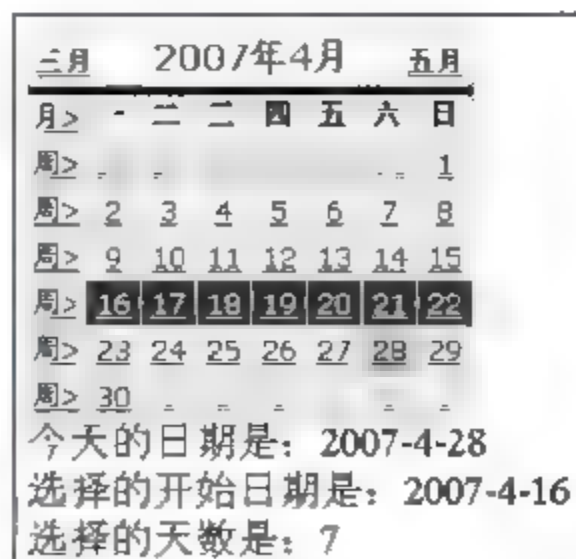 三月 2007年4月 五月
月> 一 二 三 四 五 六 日
周> 1
周> 2 3 4 5 6 7 8
周> 9 10 11 12 13 14 15
周> 16 17 18 19 20 21 22
周> 23 24 25 26 27 28 29
周> 30
今天的日期是：2007-4-28
选择的开始日期是：2007-4-16
选择的天数是：7